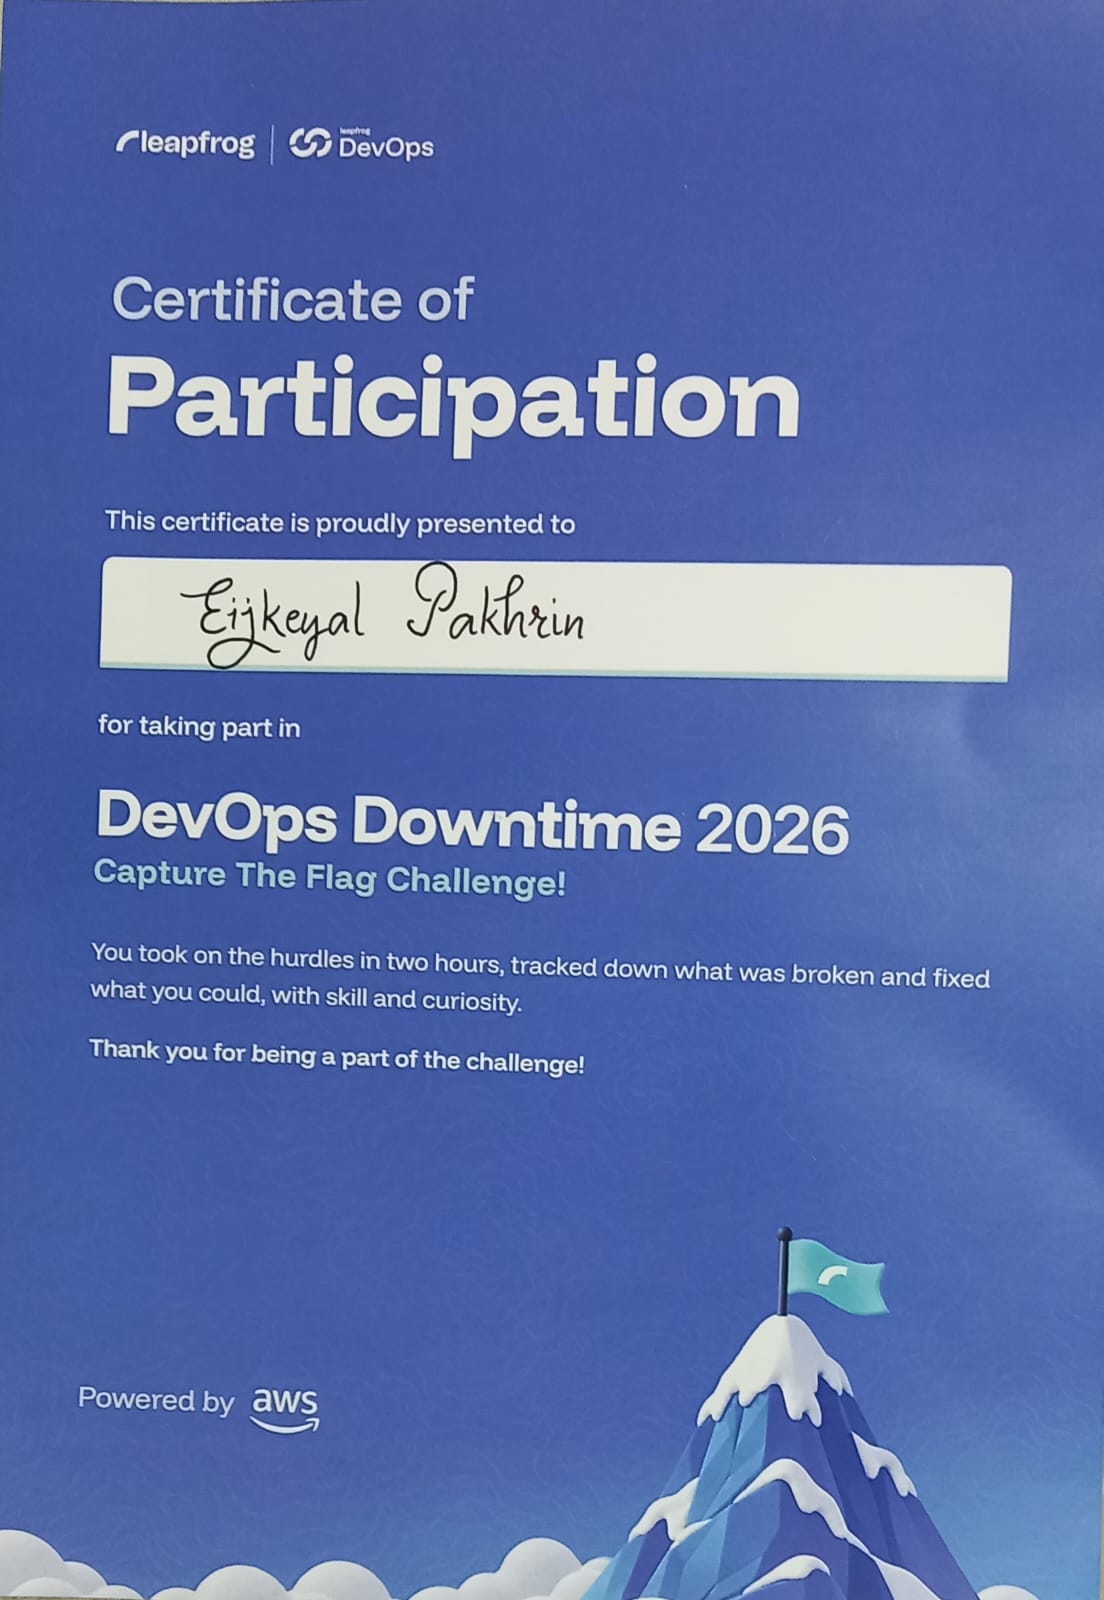 leapfrog | leapfrog DevOps
Certificate of
Participation
This certificate is proudly presented to
Eijkeyal Pakhrin
for taking part in
DevOps Downtime 2026
Capture The Flag Challenge!
You took on the hurdles in two hours, tracked down what was broken and fixed
what you could, with skill and curiosity.
Thank you for being a part of the challenge!
Powered by aws